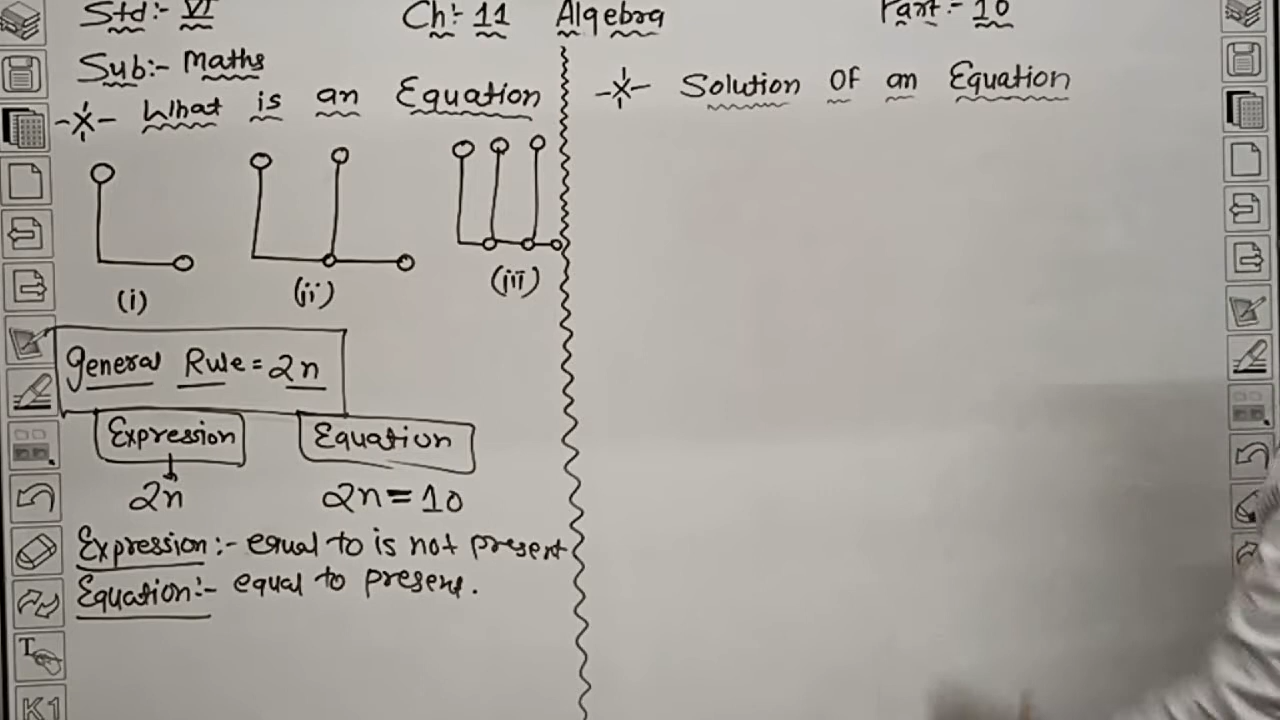 Std:- VI Ch:- 11 Algebra Part:- 10
Sub:- Maths
What is an Equation
(i) (ii) (iii)
General Rule = 2n
Expression Equation
2n 2n = 10
Expression:- equal to is not present
Equation:- equal to present.
Solution Of an Equation
T
K1